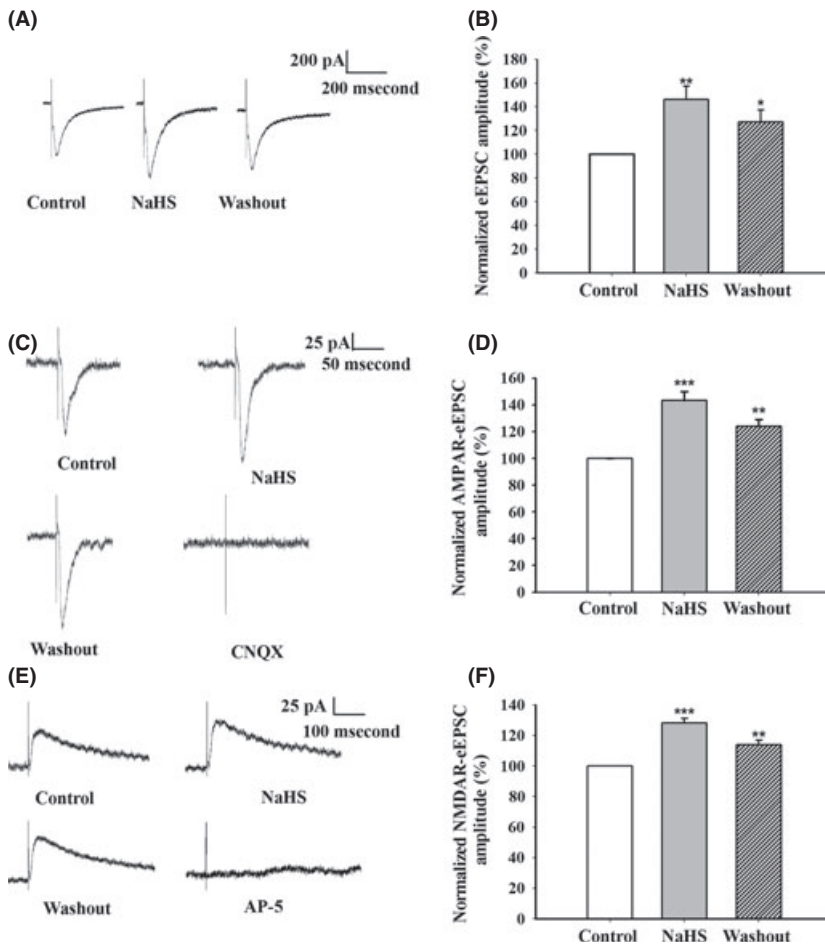 (A)
200 pA
200 msecond
Control NaHS Washout
(B)
Normalized eEPSC amplitude (%)
180
160
140
120
100
80
60
40
20
0
**
*
Control NaHS Washout
(C)
25 pA
50 msecond
Control
NaHS
Washout
CNQX
(D)
Normalized AMPAR-eEPSC
amplitude (%)
160
140
120
100
80
60
40
20
0
***
**
Control NaHS Washout
(E)
25 pA
100 msecond
Control
NaHS
Washout
AP-5
(F)
Normalized NMDAR-eEPSC
amplitude (%)
140
120
100
80
60
40
20
0
***
**
Control NaHS Washout